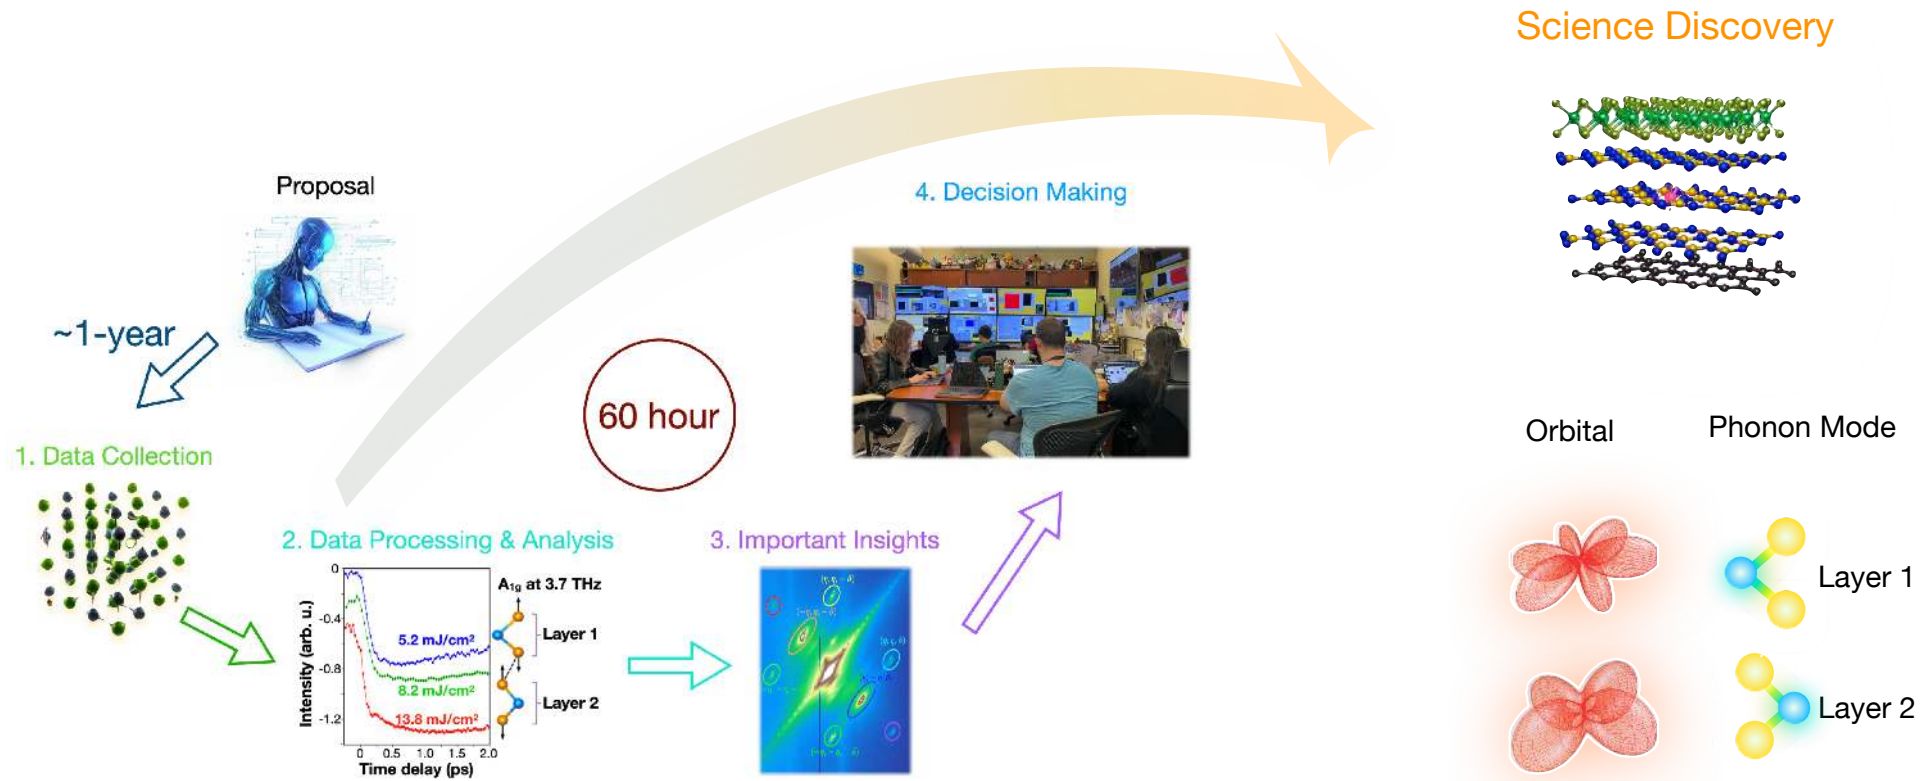 Science Discovery
Proposal
4. Decision Making
~1-year
60 hour
Orbital
Phonon Mode
1. Data Collection
2. Data Processing & Analysis
3. Important Insights
0
-0.4
-0.8
-1.2
Intensity (arb. u.)
A1g at 3.7 THz
5.2 mJ/cm²
8.2 mJ/cm²
13.8 mJ/cm²
Layer 1
Layer 2
0 0.5 1.0 1.5 2.0
Time delay (ps)
Layer 1
Layer 2